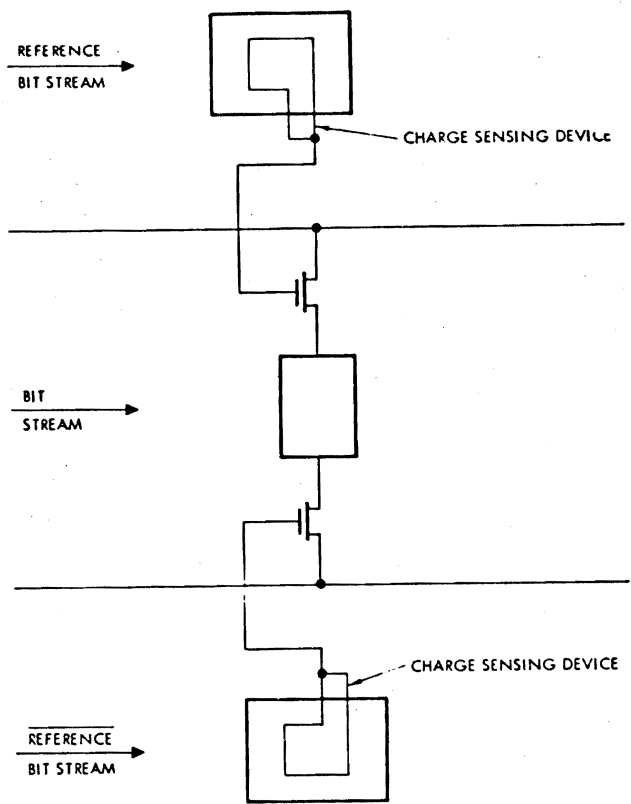 REFERENCE
BIT STREAM
CHARGE SENSING DEVICE
BIT
STREAM
CHARGE SENSING DEVICE
REFERENCE
BIT STREAM